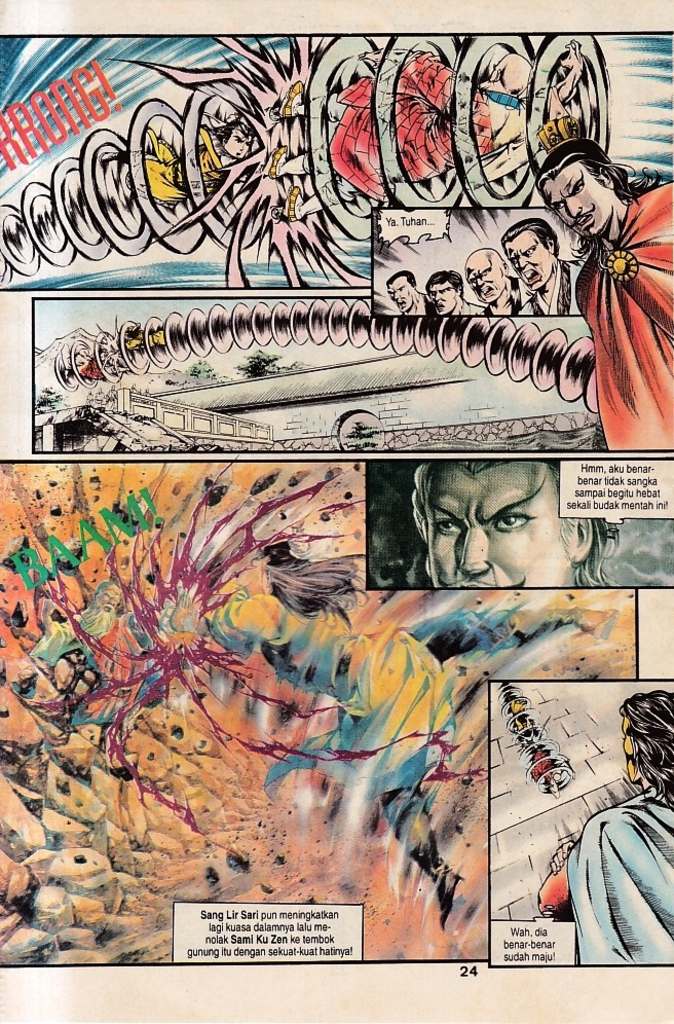 KRONG!
Ya. Tuhan...
Hmm, aku benar-
benar tidak sangka
sampai begitu hebat
sekali budak mentah ini!
BAAM!
Sang Lir Sari pun meningkatkan
lagi kuasa dalamnya lalu me-
nolak Sami Ku Zen ke tembok
gunung itu dengan sekuat-kuat hatinya!
Wah, dia
benar-benar
sudah maju!
24